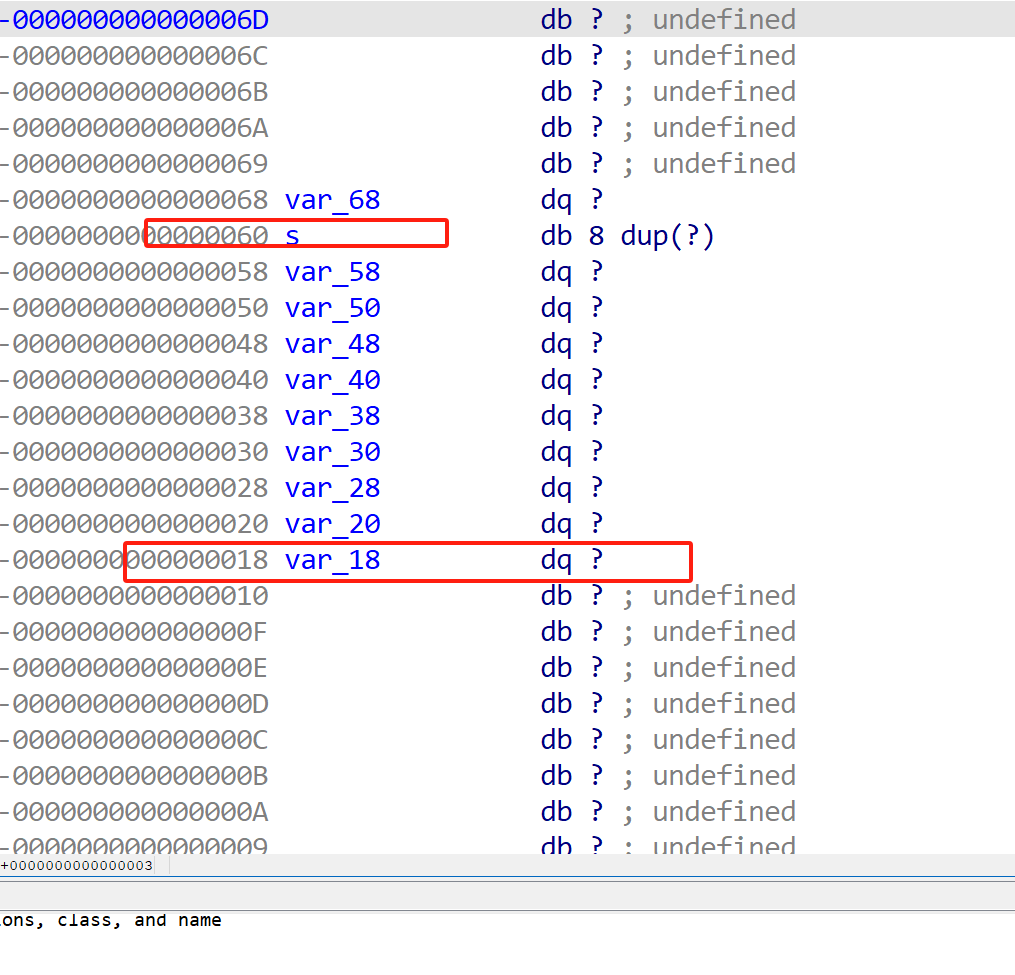 -000000000000006D db ? ; undefined
-000000000000006C db ? ; undefined
-000000000000006B db ? ; undefined
-000000000000006A db ? ; undefined
-0000000000000069 db ? ; undefined
-0000000000000068 var_68 dq ?
-0000000000000060 s db 8 dup(?)
-0000000000000058 var_58 dq ?
-0000000000000050 var_50 dq ?
-0000000000000048 var_48 dq ?
-0000000000000040 var_40 dq ?
-0000000000000038 var_38 dq ?
-0000000000000030 var_30 dq ?
-0000000000000028 var_28 dq ?
-0000000000000020 var_20 dq ?
-0000000000000018 var_18 dq ?
-0000000000000010 db ? ; undefined
-000000000000000F db ? ; undefined
-000000000000000E db ? ; undefined
-000000000000000D db ? ; undefined
-000000000000000C db ? ; undefined
-000000000000000B db ? ; undefined
-000000000000000A db ? ; undefined
-0000000000000009 db ? ; undefined
+0000000000000003
ions, class, and name